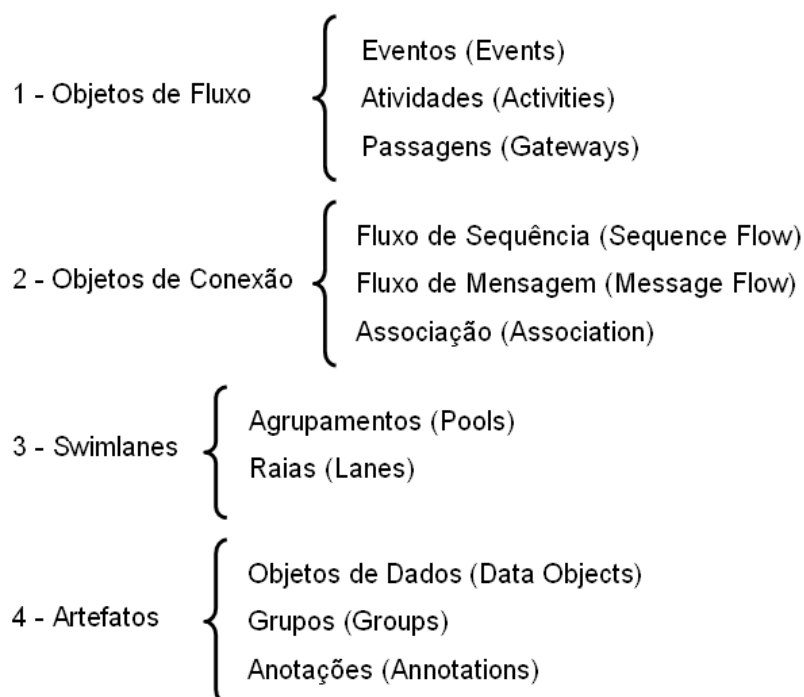 1 - Objetos de Fluxo
Eventos (Events)
Atividades (Activities)
Passagens (Gateways)
2 - Objetos de Conexão
Fluxo de Sequência (Sequence Flow)
Fluxo de Mensagem (Message Flow)
Associação (Association)
3 - Swimlanes
Agrupamentos (Pools)
Raias (Lanes)
4 - Artefatos
Objetos de Dados (Data Objects)
Grupos (Groups)
Anotações (Annotations)